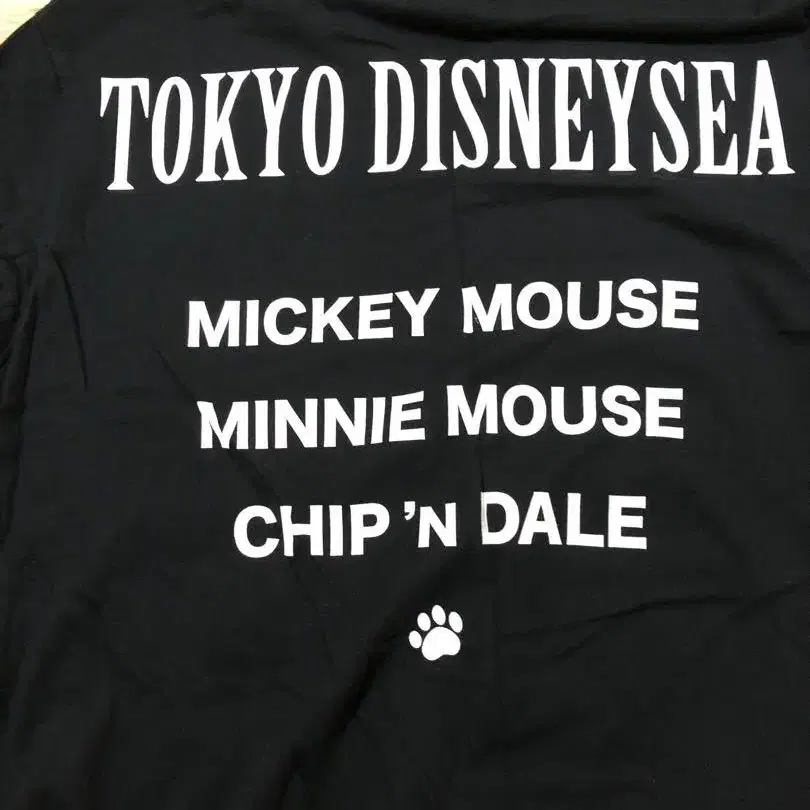 TOKYO DISNEYSEA
MICKEY MOUSE
MINNIE MOUSE
CHIP 'N DALE